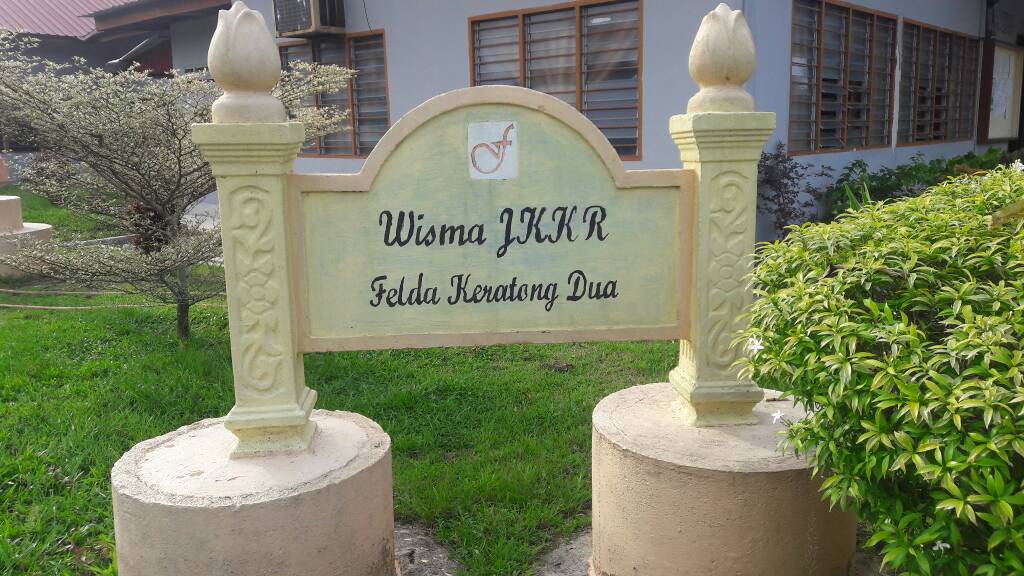 Wisma JKKR
Felda Keratong Dua